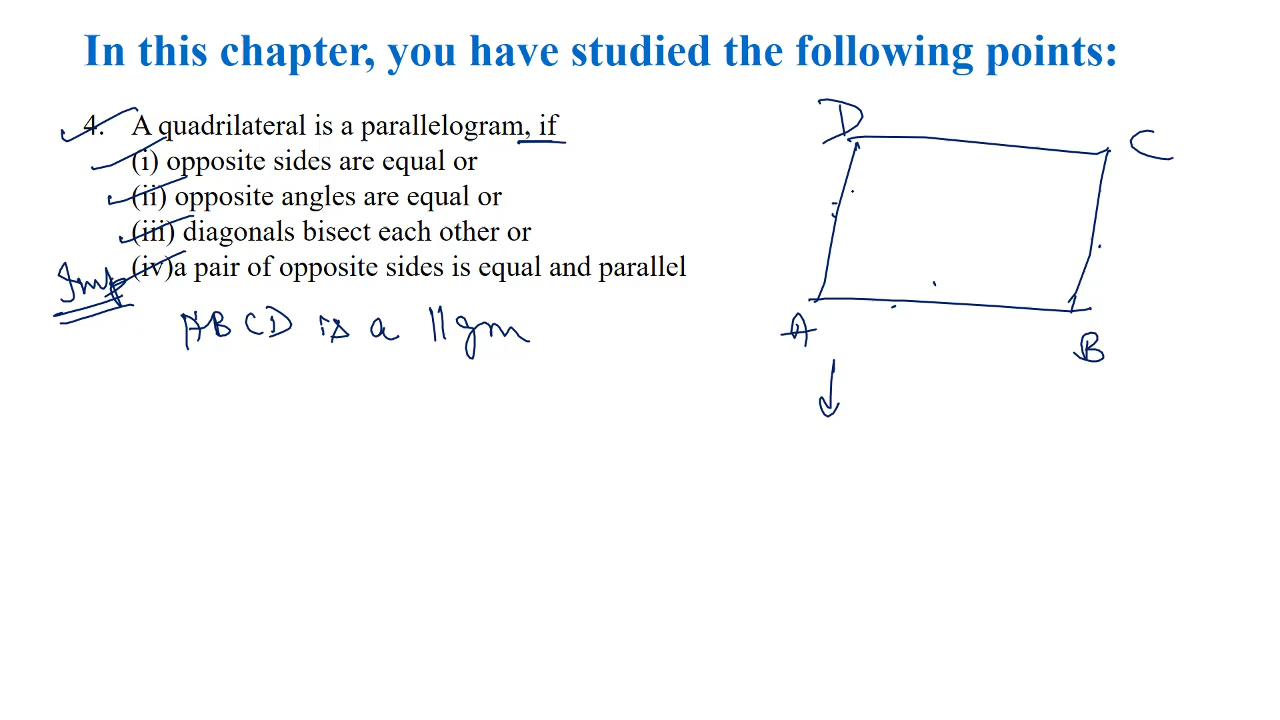 In this chapter, you have studied the following points:
4. A quadrilateral is a parallelogram, if
(i) opposite sides are equal or
(ii) opposite angles are equal or
(iii) diagonals bisect each other or
(iv)a pair of opposite sides is equal and parallel
Imp
ABCD is a ||gm
D
C
A
B